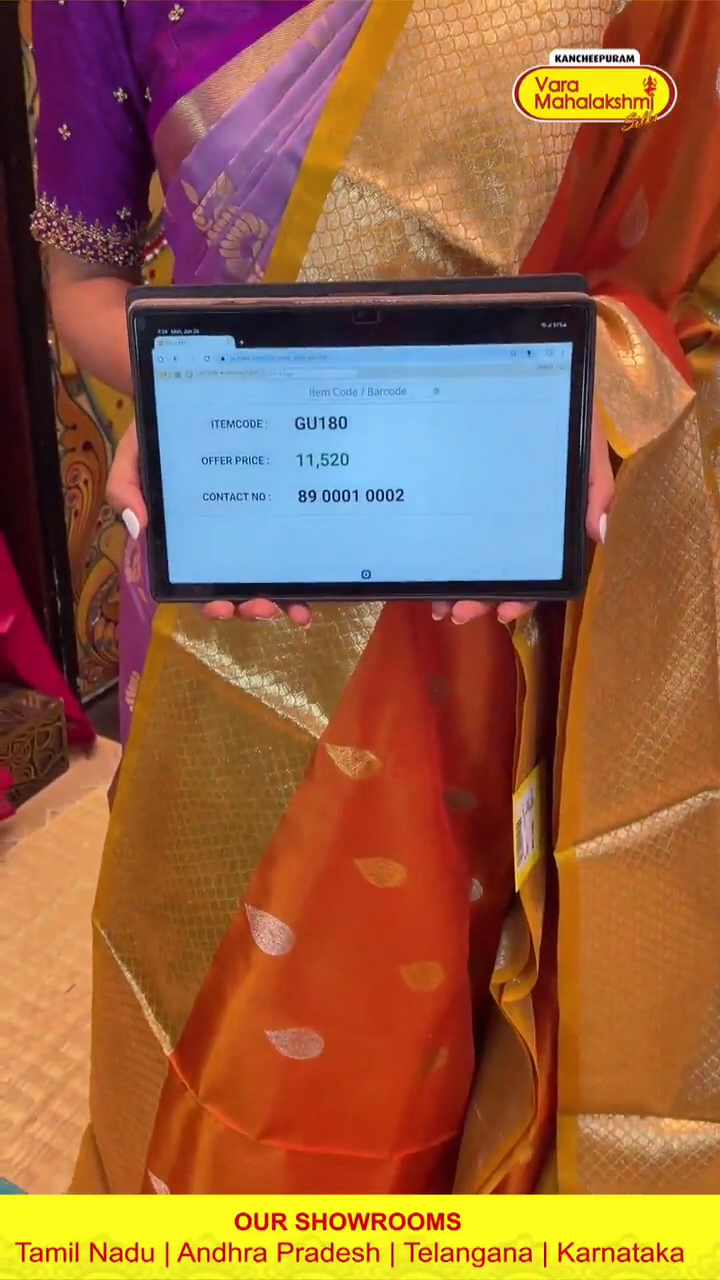 KANCHEEPURAM
Vara
Mahalakshmi
Silks
Item Code / Barcode
ITEMCODE : GU180
OFFER PRICE : 11,520
CONTACT NO : 89 0001 0002
OUR SHOWROOMS
Tamil Nadu | Andhra Pradesh | Telangana | Karnataka